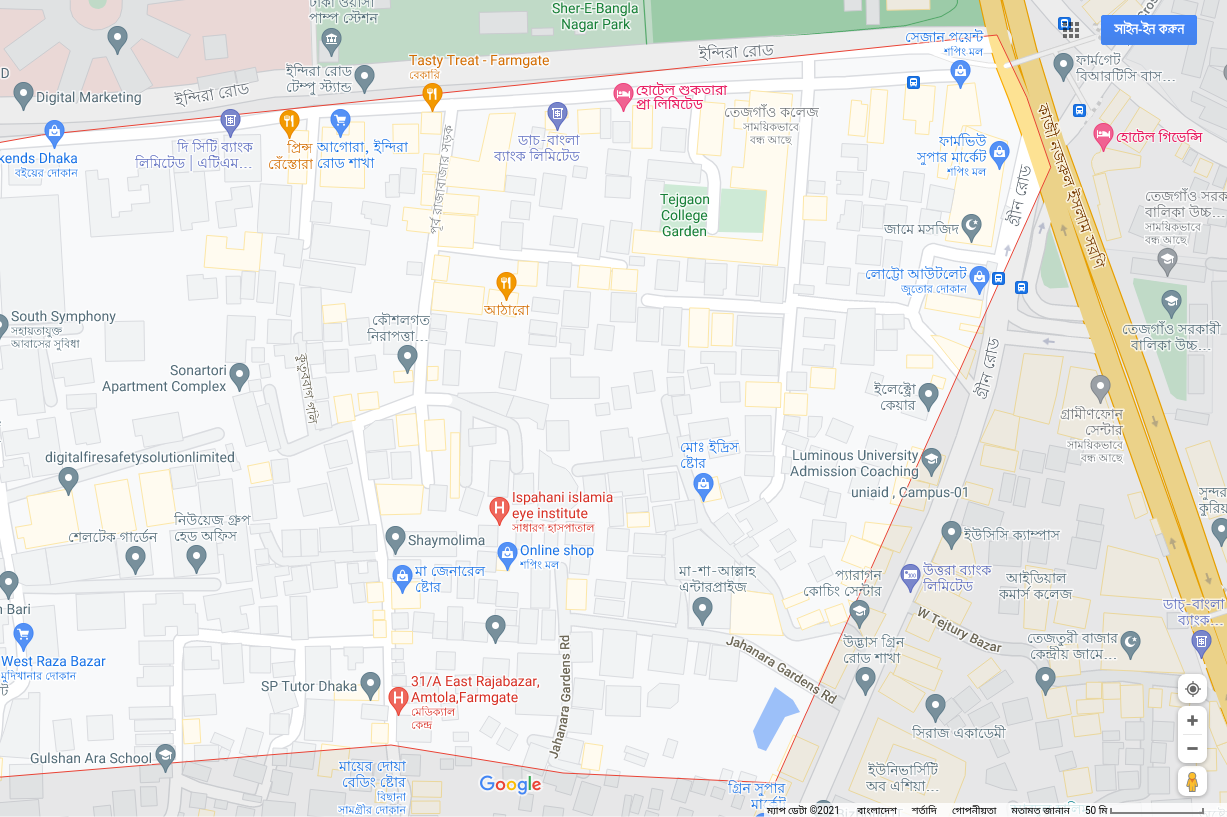 ঢাকা ওয়াসা
পাম্প স্টেশন
Sher-E-Bangla
Nagar Park
সাইন-ইন করুন
সেজান পয়েন্ট
শপিং মল
ইন্দিরা রোড
ফার্মগেট
বিআরটিসি বাস...
Tasty Treat - Farmgate
বেকারি
ইন্দিরা রোড
টেম্পু স্ট্যান্ড
D
Digital Marketing
ইন্দিরা রোড
হোটেল শুকতারা
প্রা লিমিটেড
তেজগাঁও কলেজ
সাময়িকভাবে
বন্ধ আছে
কাজী নজরুল ইসলাম সরণি
হোটেল গিভেন্সি
kends Dhaka
বইয়ের দোকান
দি সিটি ব্যাংক
লিমিটেড | এটিএম...
প্রিন্স
রেঁস্তোরা
আগোরা, ইন্দিরা
রোড শাখা
পূর্ব রাজাবাজার সড়ক
ডাচ-বাংলা
ব্যাংক লিমিটেড
ফার্মভিউ
সুপার মার্কেট
শপিং মল
গ্রীন রোড
Tejgaon
College
Garden
জামে মসজিদ
তেজগাঁও সরক
বালিকা উচ্চ...
সাময়িকভাবে
বন্ধ আছে
লোট্টো আউটলেট
জুতোর দোকান
আঠারো
South Symphony
সহায়তাযুক্ত
আবাসের সুবিধা
কৌশলগত
নিরাপত্তা...
তেজগাঁও সরকারী
বালিকা উচ্চ...
গ্রীন রোড
Sonartori
Apartment Complex
কুতুববাগ গলি
ইলেক্ট্রো
কেয়ার
গ্রামীণফোন
সেন্টার
সাময়িকভাবে
বন্ধ আছে
digitalfiresafetysolutionlimited
মোঃ ইদ্রিস
ষ্টোর
Luminous University
Admission Coaching
uniaid , Campus-01
সুন্দর
কুরিয়
Ispahani islamia
eye institute
সাধারণ হাসপাতাল
শেলটেক গার্ডেন
নিউয়েজ গ্রুপ
হেড অফিস
Shaymolima
Online shop
শপিং মল
ইউসিসি ক্যাম্পাস
মা জেনারেল
ষ্টোর
মা-শা-আল্লাহ
এন্টারপ্রাইজ
প্যারাগন
কোচিং সেন্টার
উত্তরা ব্যাংক
লিমিটেড
আইডিয়াল
কমার্স কলেজ
n Bari
ডাচ্-বাংলা
ব্যাংক...
W Tejtury Bazar
তেজতুরী বাজার
কেন্দ্রীয় জামে...
West Raza Bazar
মুদিখানার দোকান
Jahanara Gardens Rd
উদ্ভাস গ্রিন
রোড শাখা
SP Tutor Dhaka
31/A East Rajabazar,
Amtola,Farmgate
মেডিক্যাল
কেন্দ্র
Jahanara Gardens Rd
সিরাজ একাডেমী
Gulshan Ara School
মায়ের দোয়া
বেডিং ষ্টোর
বিছানা
সামগ্রীর দোকান
Google
গ্রিন সুপার
মার্কেট
ইউনিভার্সিটি
অব এশিয়া...
ম্যাপ ডেটা ©2021 বাংলাদেশ শর্তাদি গোপনীয়তা মতামত জানান 50 মি